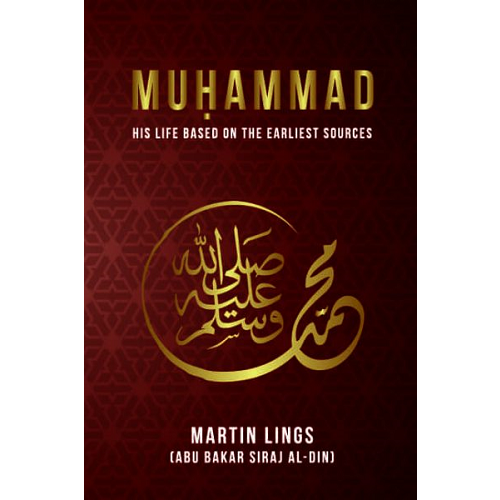 MUḤAMMAD
HIS LIFE BASED ON THE EARLIEST SOURCES
محمد
صلى الله
عليه
وسلم
MARTIN LINGS
(ABU BAKAR SIRAJ AL-DIN)